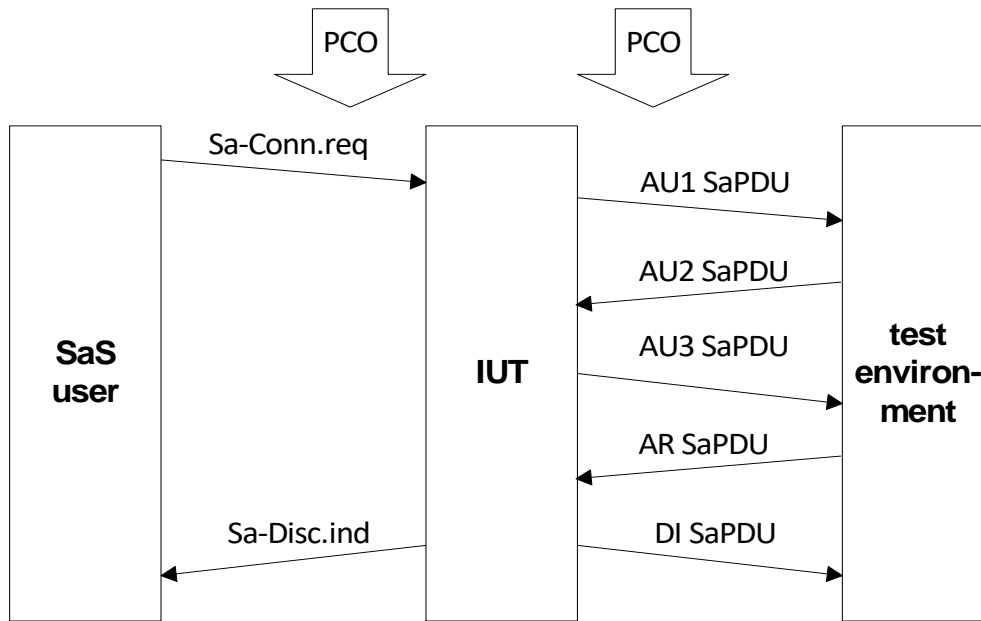 PCO
PCO
Sa-Conn.req
AU1 SaPDU
AU2 SaPDU
SaS
user
IUT
AU3 SaPDU
test
environ-
ment
AR SaPDU
Sa-Disc.ind
DI SaPDU